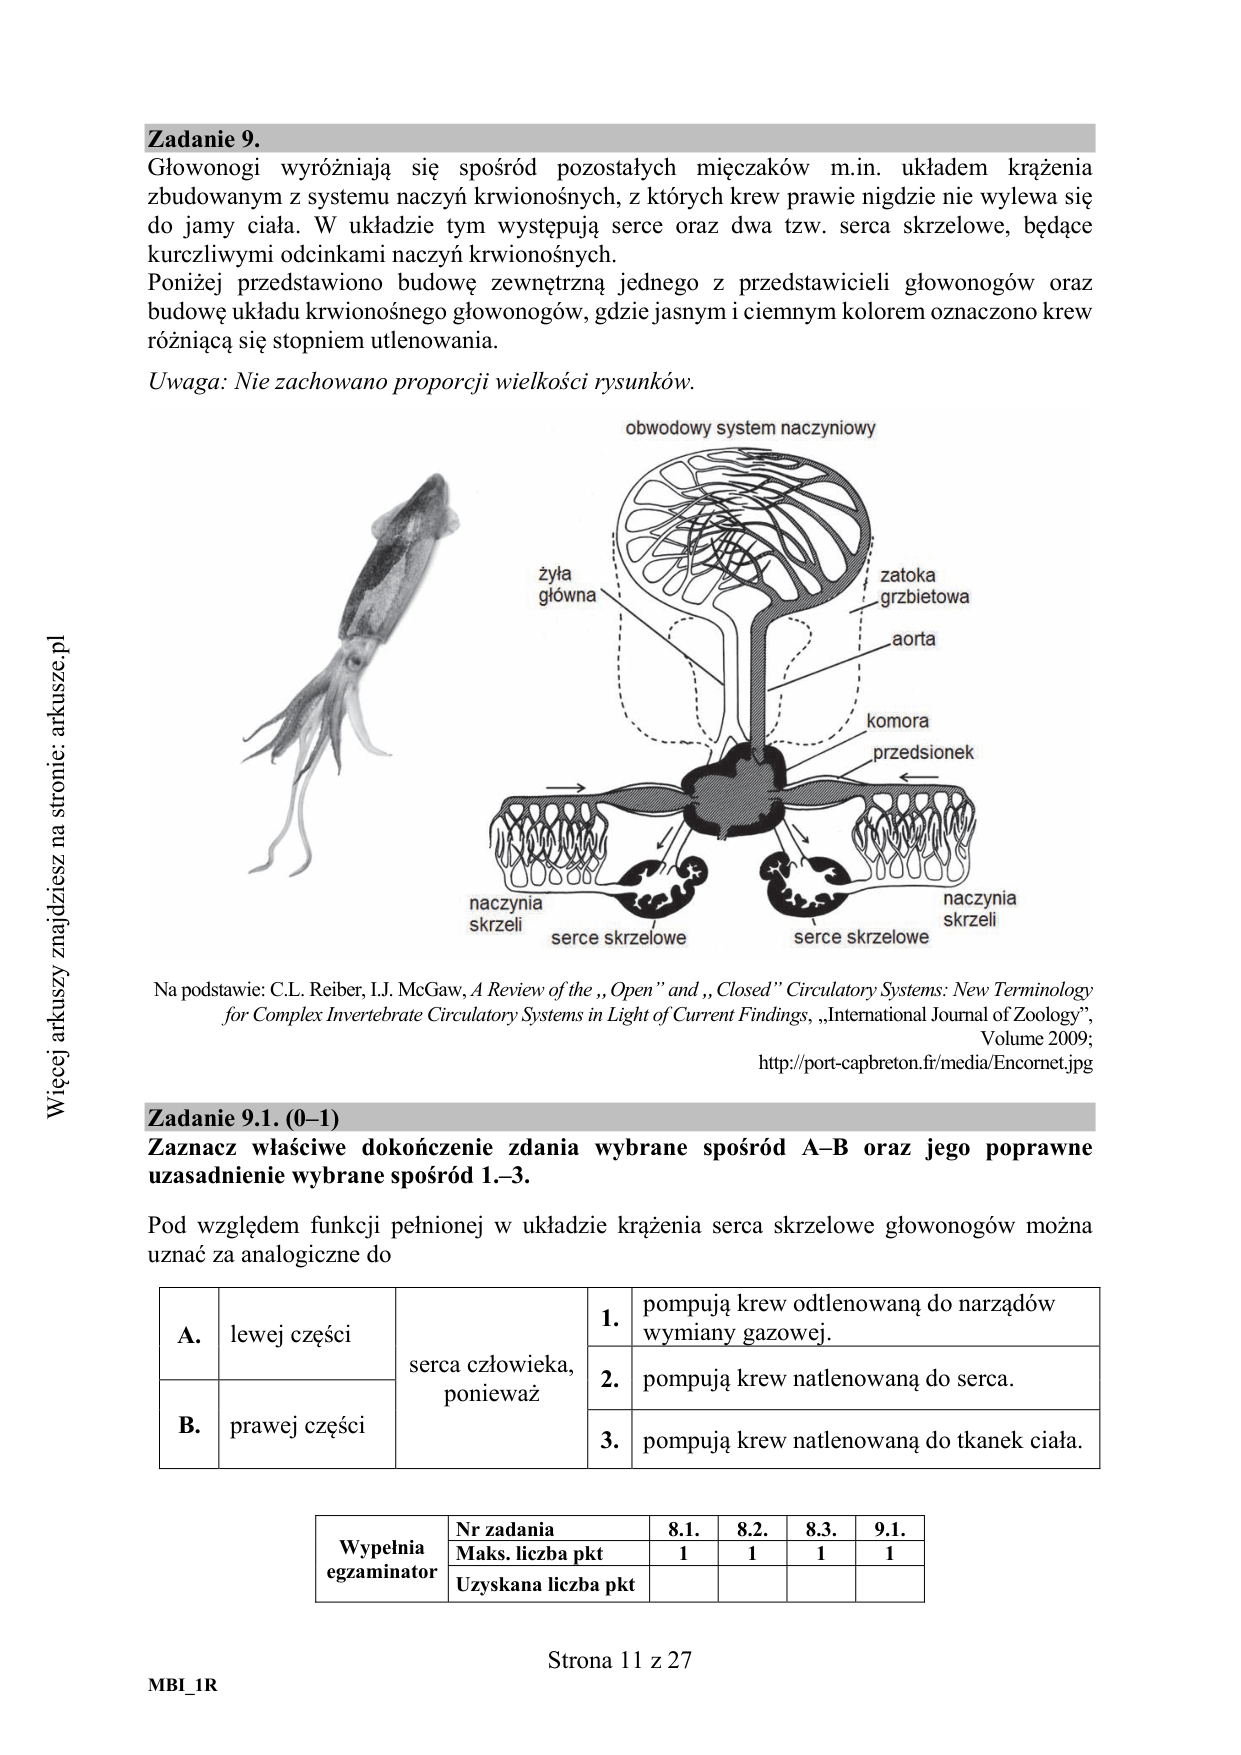 Zadanie 9.
Głowonogi wyróżniają się spośród pozostałych mięczaków m.in. układem krążenia
zbudowanym z systemu naczyń krwionośnych, z których krew prawie nigdzie nie wylewa się
do jamy ciała. W układzie tym występują serce oraz dwa tzw. serca skrzelowe, będące
kurczliwymi odcinkami naczyń krwionośnych.
Poniżej przedstawiono budowę zewnętrzną jednego z przedstawicieli głowonogów oraz
budowę układu krwionośnego głowonogów, gdzie jasnym i ciemnym kolorem oznaczono krew
różniącą się stopniem utlenowania.
Uwaga: Nie zachowano proporcji wielkości rysunków.
obwodowy system naczyniowy
żyła
główna
zatoka
grzbietowa
aorta
komora
przedsionek
naczynia
skrzeli
serce skrzelowe
serce skrzelowe
naczynia
skrzeli
Na podstawie: C.L. Reiber, I.J. McGaw, A Review of the „Open” and „Closed” Circulatory Systems: New Terminology
for Complex Invertebrate Circulatory Systems in Light of Current Findings, „International Journal of Zoology”,
Volume 2009;
http://port-capbreton.fr/media/Encornet.jpg
Zadanie 9.1. (0–1)
Zaznacz właściwe dokończenie zdania wybrane spośród A–B oraz jego poprawne
uzasadnienie wybrane spośród 1.–3.
Pod względem funkcji pełnionej w układzie krążenia serca skrzelowe głowonogów można
uznać za analogiczne do
A. lewej części
B. prawej części
serca człowieka,
ponieważ
1. pompują krew odtlenowaną do narządów
wymiany gazowej.
2. pompują krew natlenowaną do serca.
3. pompują krew natlenowaną do tkanek ciała.
Wypełnia
egzaminator
Nr zadania 8.1. 8.2. 8.3. 9.1.
Maks. liczba pkt 1 1 1 1
Uzyskana liczba pkt
Strona 11 z 27
MBI_1R
Więcej arkuszy znajdziesz na stronie: arkusze.pl